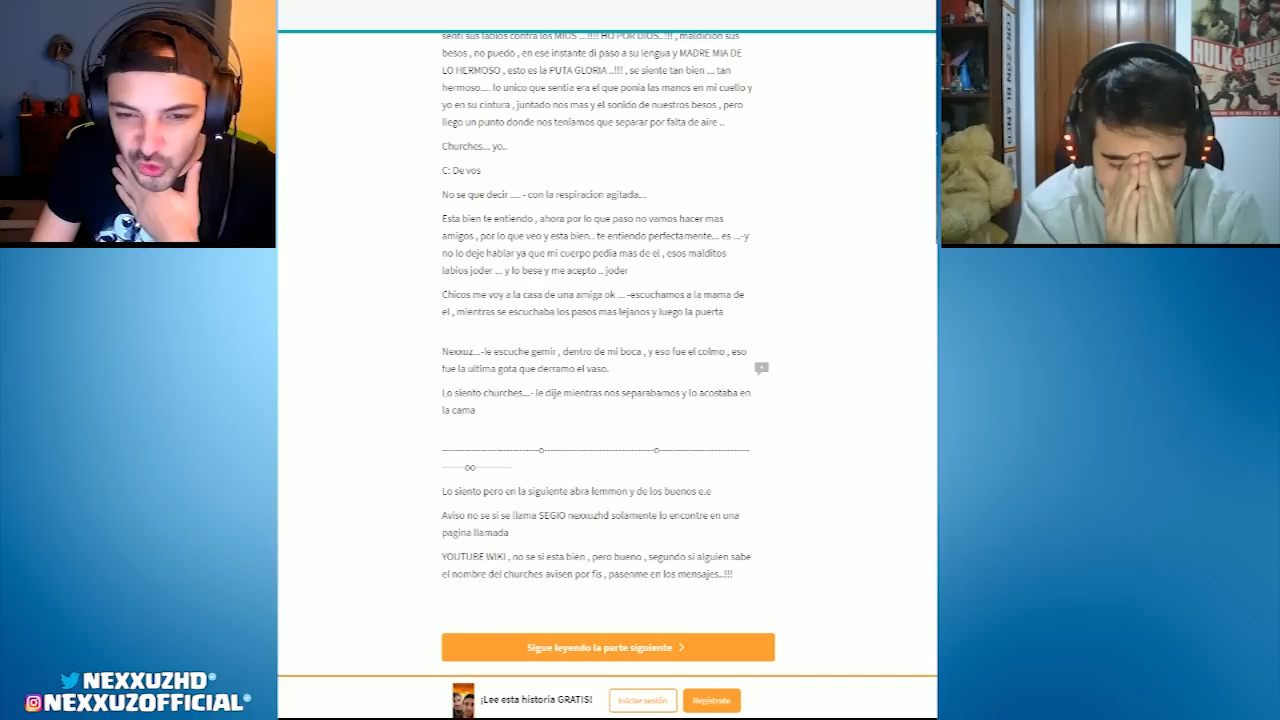 CORAZON BLANCO
HULK VS HULK
BUSTER
senti sus labios contra los MIOS ....!!!! HO POR DIOS..!!! , maldicion sus
besos , no puedo , en ese instante di paso a su lengua y MADRE MIA DE
LO HERMOSO , esto es la PUTA GLORIA ..!!! , se siente tan bien .... tan
hermoso..... lo unico que sentia era el que ponia las manos en mi cuello y
yo en su cintura , juntado nos mas y el sonido de nuestros besos , pero
llego un punto donde nos teníamos que separar por falta de aire ..
Churches.... yo..
C: De vos
No se que decir ..... - con la respiracion agitada....
Esta bien te entiendo , ahora por lo que paso no vamos hacer mas
amigos , por lo que veo y esta bien.. te entiendo perfectamente.... es ....-y
no lo deje hablar ya que mi cuerpo pedia mas de el , esos malditos
labios joder .... y lo bese y me acepto .. joder
Chicos me voy a la casa de una amiga ok .... -escuchamos a la mama de
el , mientras se escuchaba los pasos mas lejanos y luego la puerta
Nexxuz....-le escuche gemir , dentro de mi boca , y eso fue el colmo , eso
fue la ultima gota que derramo el vaso.
Lo siento churches....- le dije mientras nos separabamos y lo acostaba en
la cama
--------------------------------o------------------------------------o------------------------------
--------oo------------
Lo siento pero en la siguiente abra lemmon y de los buenos e.e
Aviso no se si se llama SEGIO nexxuzhd solamente lo encontre en una
pagina llamada
YOUTUBE WIKI , no se si esta bien , pero bueno , segundo si alguien sabe
el nombre del churches avisen por fis , pasenme en los mensajes..!!!
Sigue leyendo la parte siguiente
¡Lee esta historia GRATIS!
Iniciar sesión
Regístrate
NEXXUZHD
NEXXUZOFFICIAL